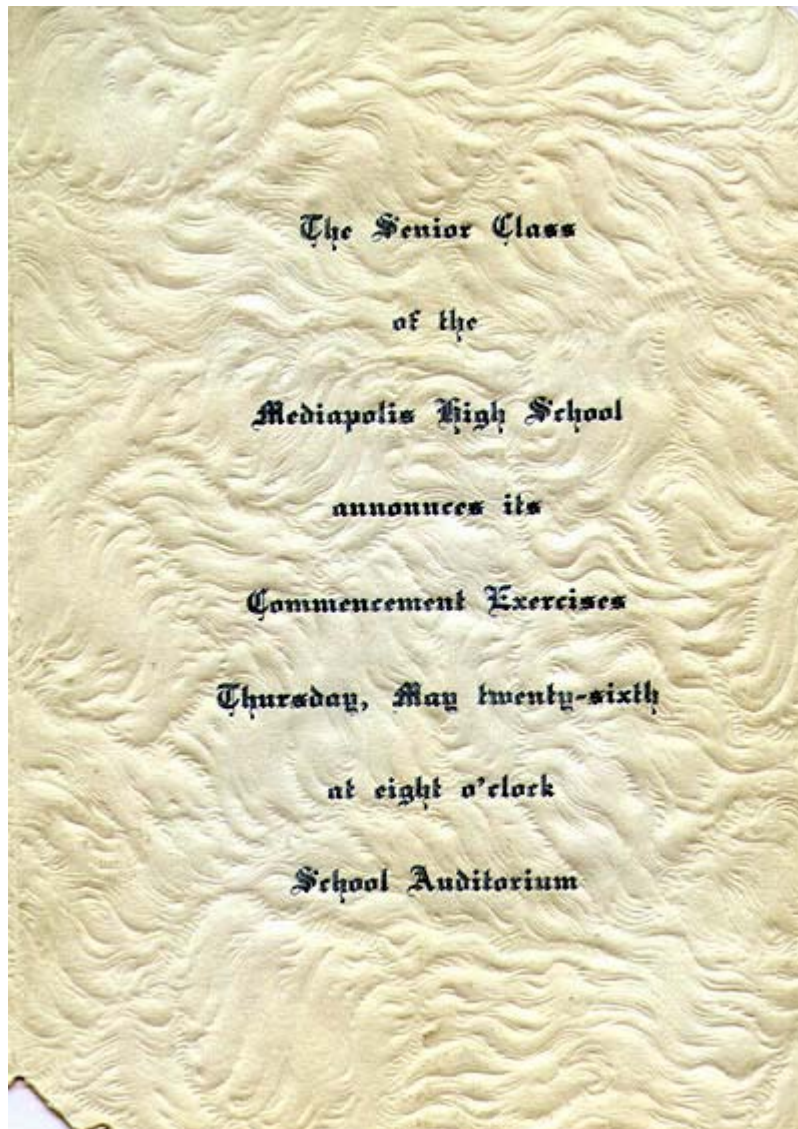 The Senior Class
of the
Mediapolis High School
announces its
Commencement Exercises
Thursday, May twenty-sixth
at eight o'clock
School Auditorium